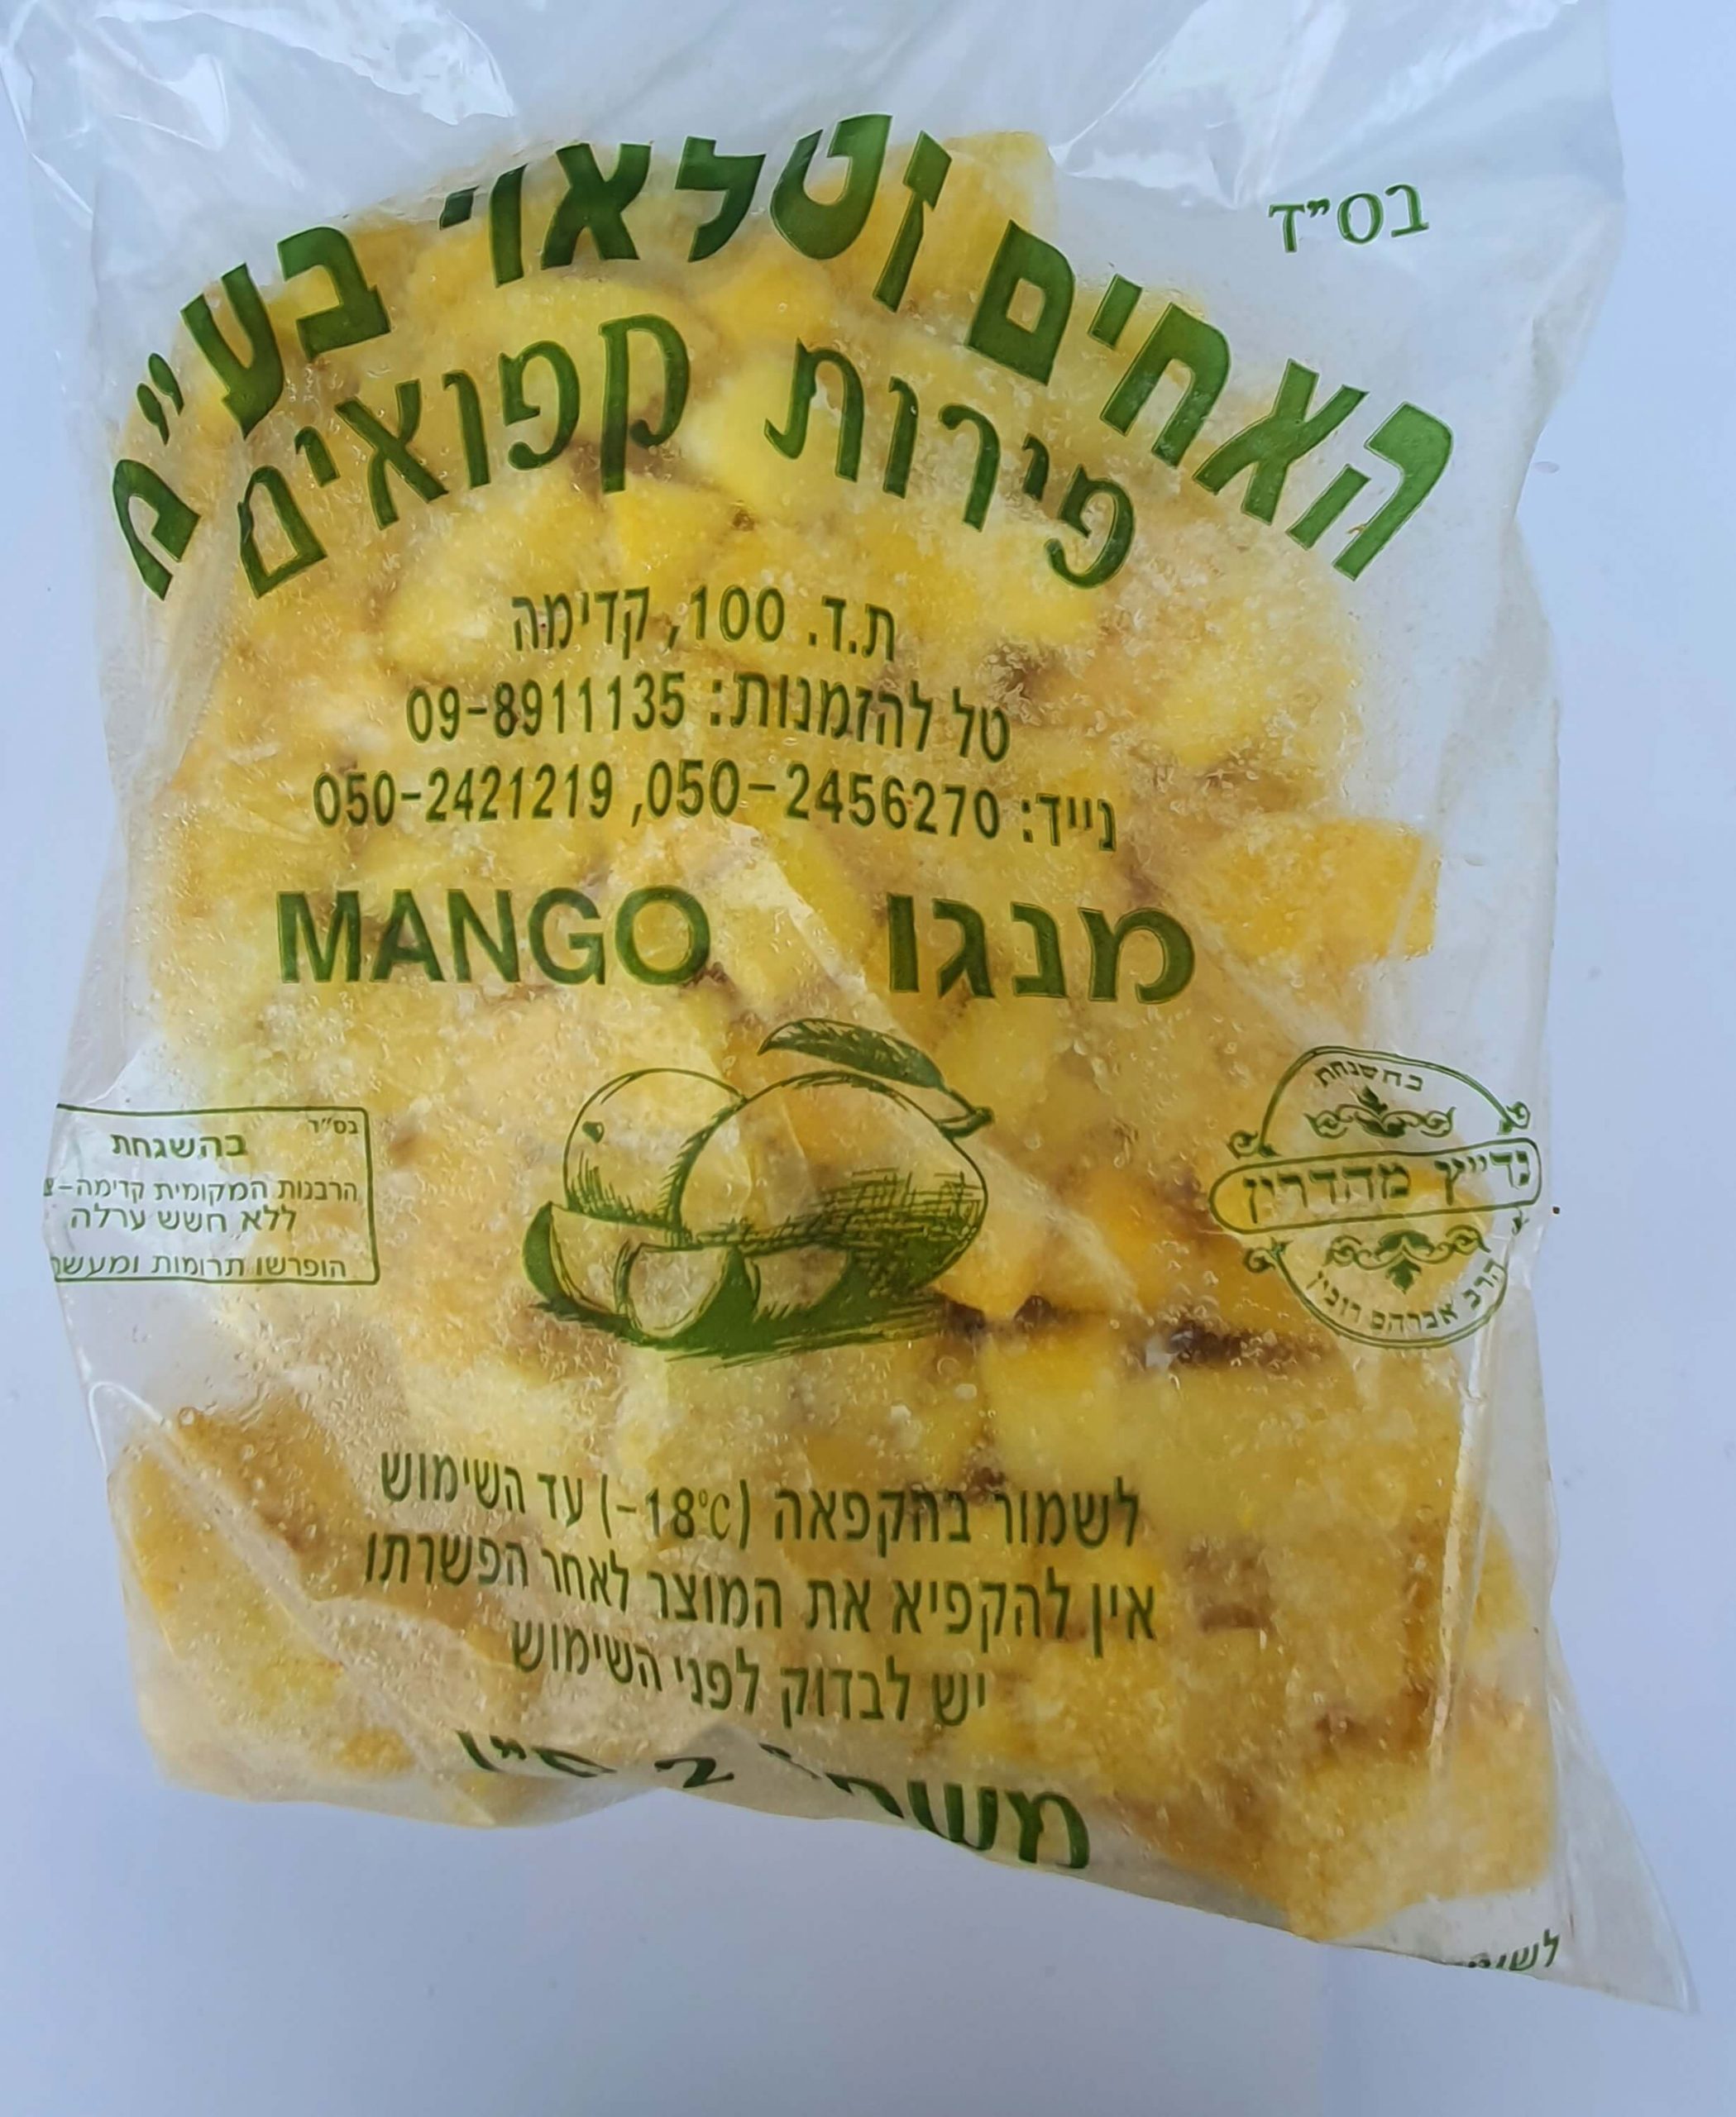 בס״ד
האחים זטלאוי בע״מ
פירות קפואים
ת.ד. 100, קדימה
טל להזמנות: 09-8911135
נייד: 050-2456270, 050-2421219
מנגו MANGO
בהשגחת
בד״ץ מהדרין
הרב אברהם רובין
בס״ד
בהשגחת
הרבנות המקומית קדימה-צ
ללא חשש ערלה
הופרשו תרומות ומעשר
לשמור בהקפאה (-18°C) עד השימוש
אין להקפיא את המוצר לאחר הפשרתו
יש לבדוק לפני השימוש